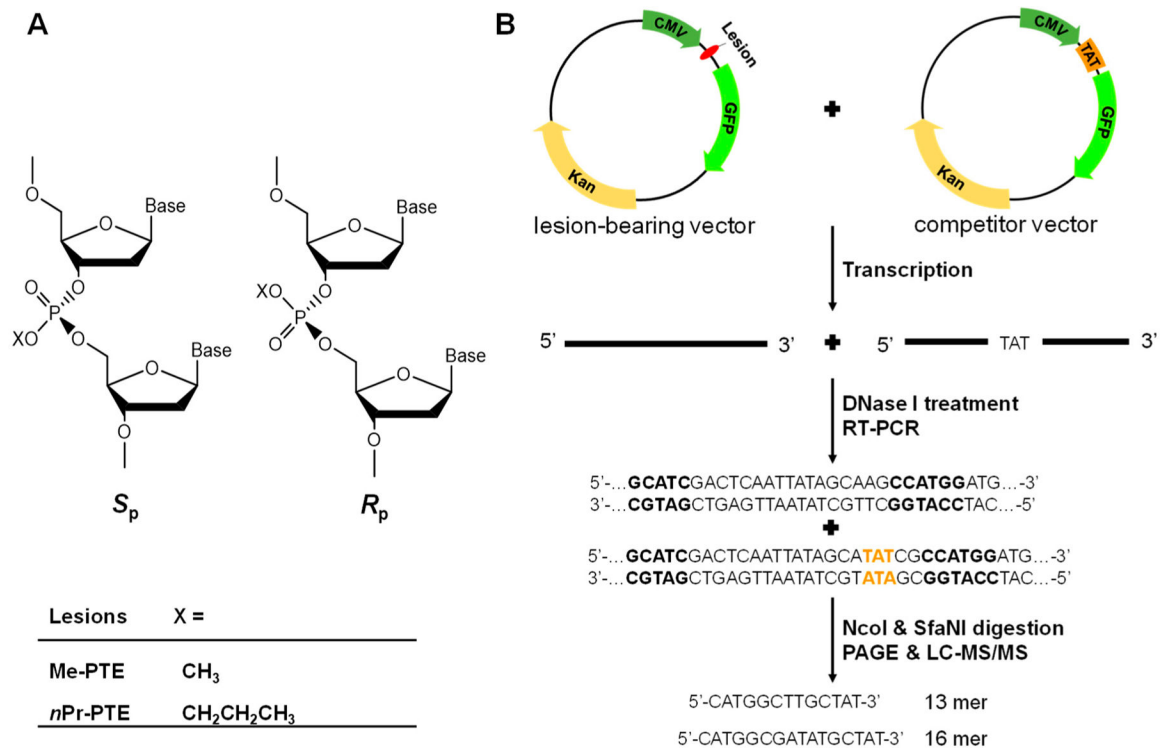 A
O
O
Base
O
O
P
XO
O
Base
O
O
Sp
O
O
Base
XO
O
P
O
O
Base
O
O
Rp
Lesions X =
Me-PTE CH3
nPr-PTE CH2CH2CH3
B
CMV
Lesion
GFP
Kan
lesion-bearing vector
+
CMV
TAT
GFP
Kan
competitor vector
Transcription
5’ 3’ + 5’ TAT 3’
DNase I treatment
RT-PCR
5’-...GCATCGACTCAATTATAGCAAGCCATGGATG...-3’
3’-...CGTAGCTGAGTTAATATCGTTCGGTACCTAC...-5’
+
5’-...GCATCGACTCAATTATAGCATATCGCCATGGATG...-3’
3’-...CGTAGCTGAGTTAATATCGTATAGCGGTACCTAC...-5’
NcoI & SfaNI digestion
PAGE & LC-MS/MS
5’-CATGGCTTGCTAT-3’ 13 mer
5’-CATGGCGATATGCTAT-3’ 16 mer